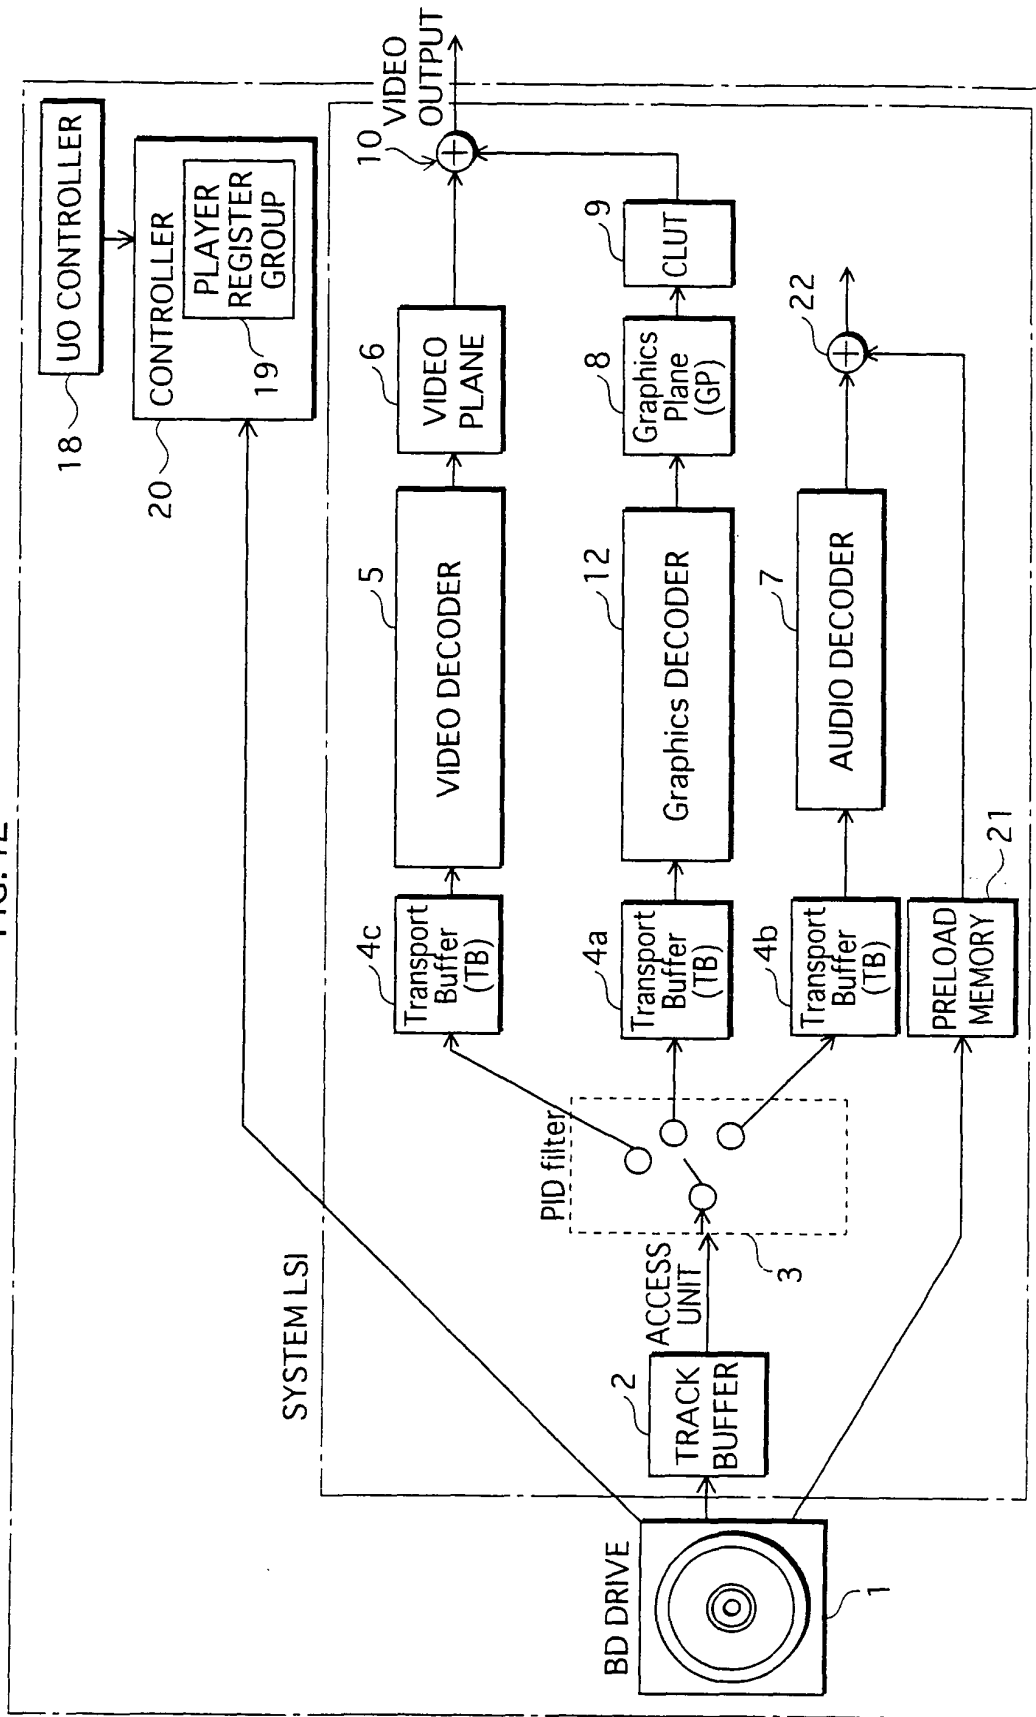 UO CONTROLLER
18
CONTROLLER
PLAYER
REGISTER
GROUP
19
20
SYSTEM LSI
VIDEO
OUTPUT
10
6
VIDEO
PLANE
5
VIDEO DECODER
4c
Transport
Buffer
(TB)
9
CLUT
8
Graphics
Plane
(GP)
12
Graphics DECODER
4a
Transport
Buffer
(TB)
22
7
AUDIO DECODER
4b
Transport
Buffer
(TB)
PRELOAD
MEMORY
21
PID filter
3
ACCESS
UNIT
2
TRACK
BUFFER
BD DRIVE
1